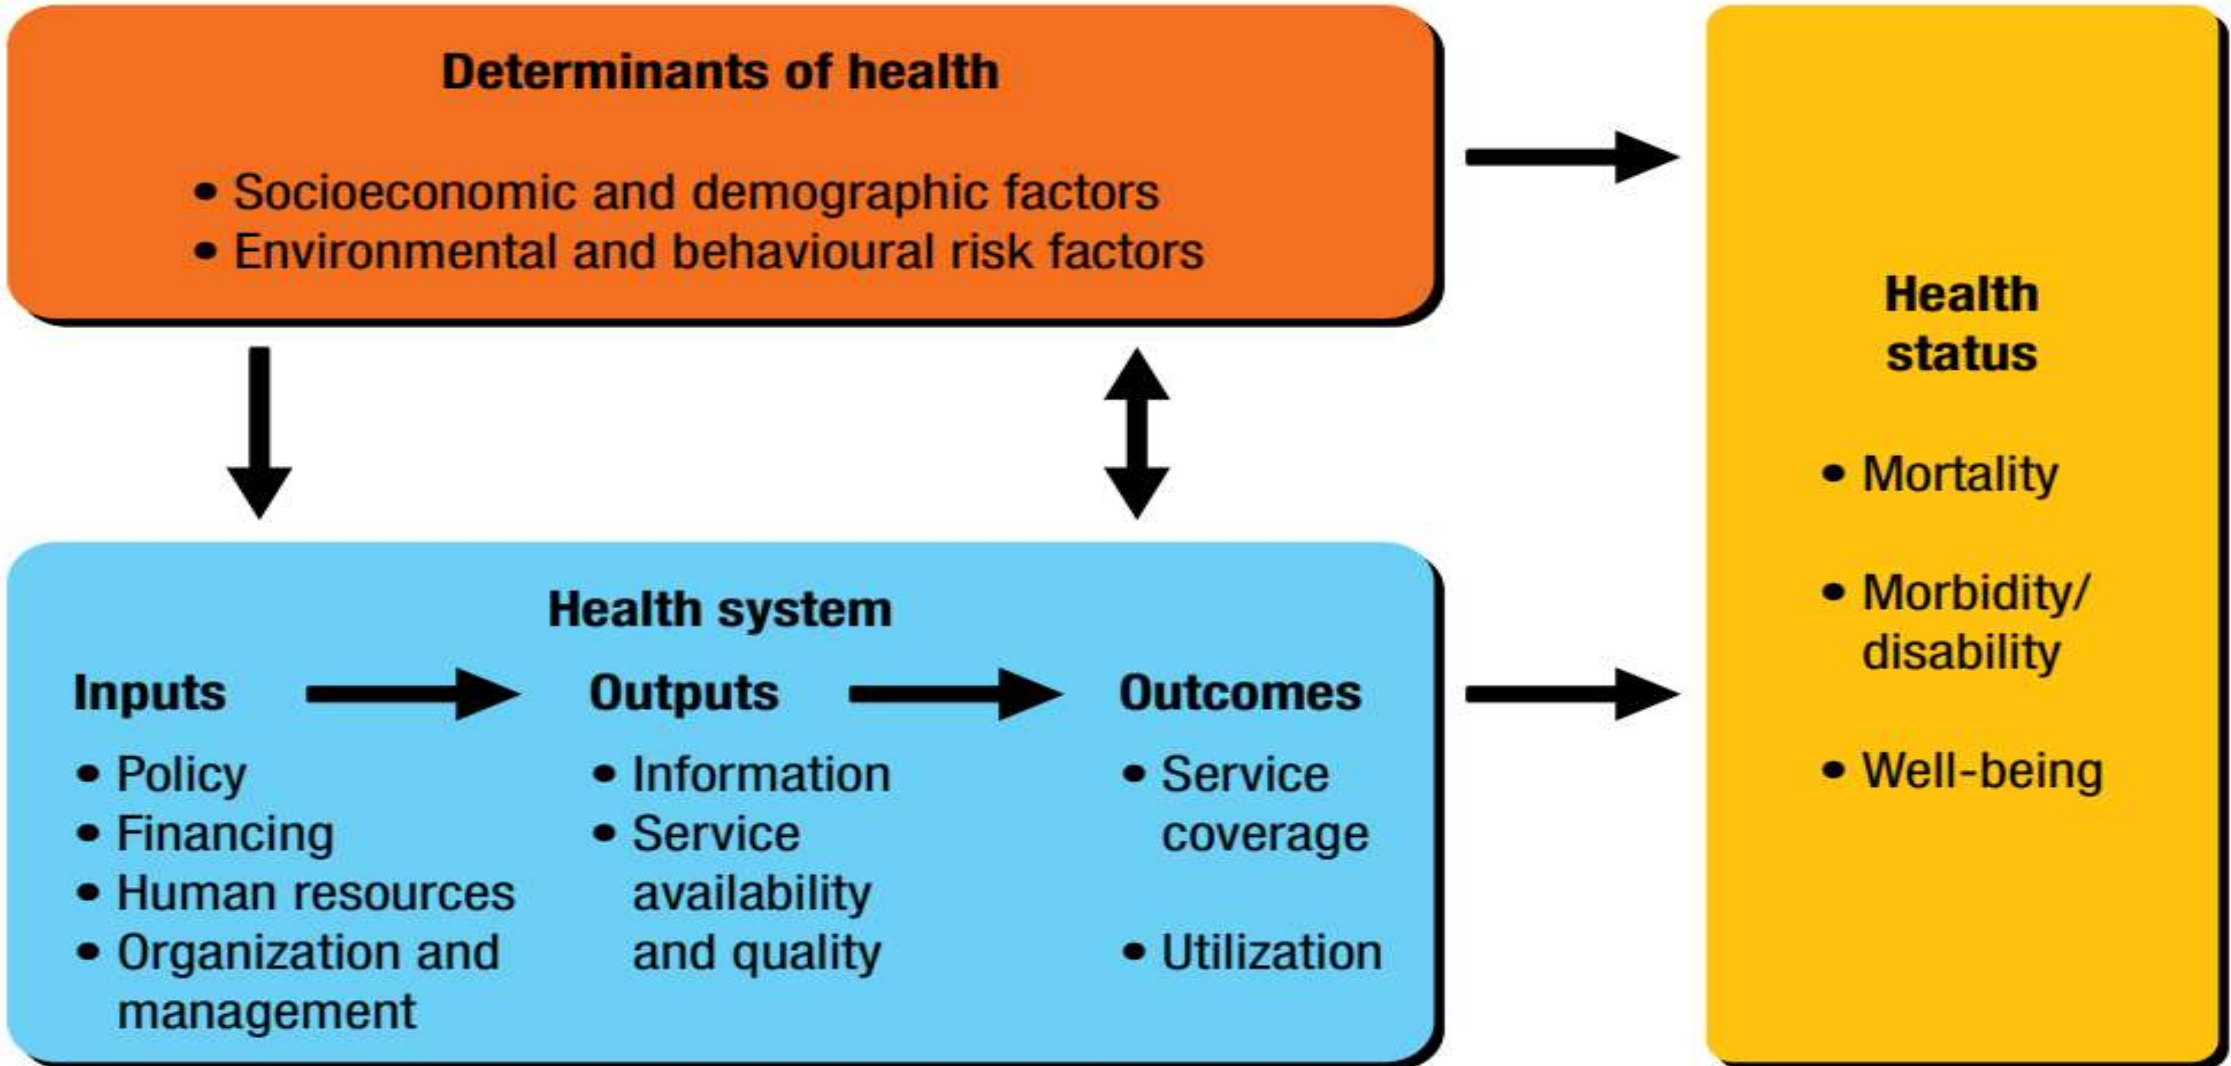 Determinants of health
• Socioeconomic and demographic factors
• Environmental and behavioural risk factors
Health system
Inputs
• Policy
• Financing
• Human resources
• Organization and
management
Outputs
• Information
• Service
availability
and quality
Outcomes
• Service
coverage
• Utilization
Health
status
• Mortality
• Morbidity/
disability
• Well-being